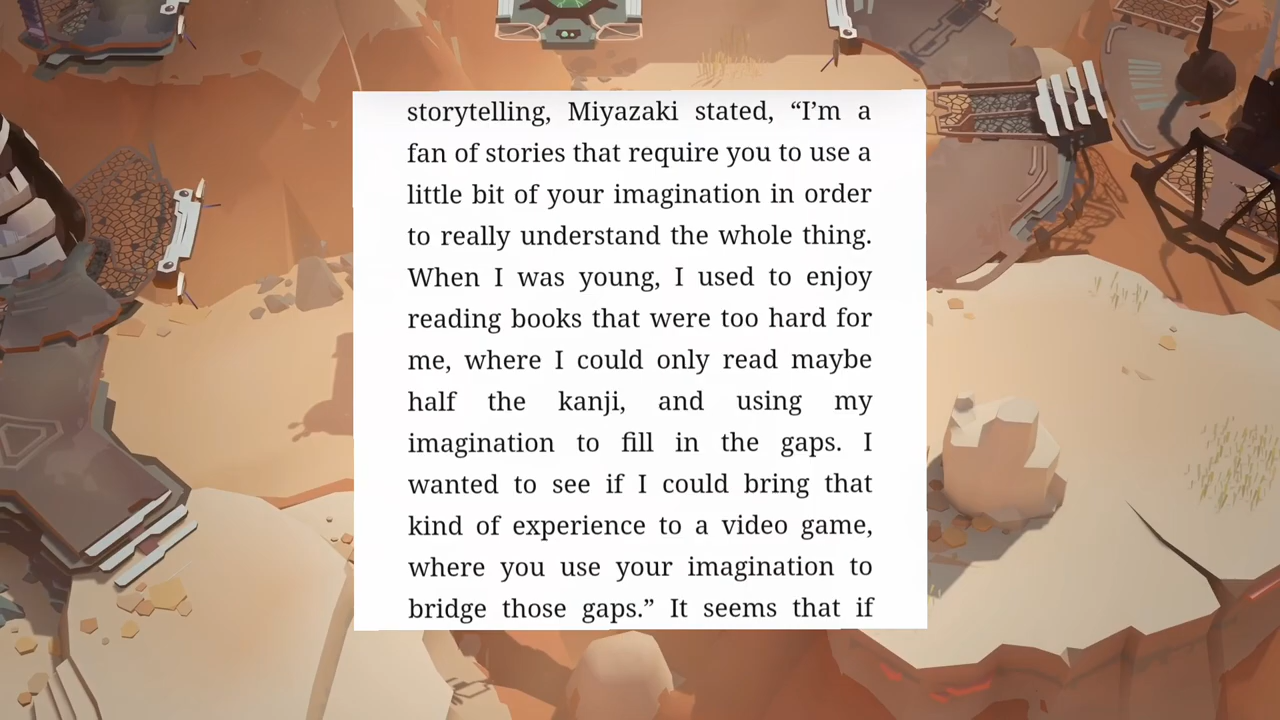 storytelling, Miyazaki stated, “I’m a
fan of stories that require you to use a
little bit of your imagination in order
to really understand the whole thing.
When I was young, I used to enjoy
reading books that were too hard for
me, where I could only read maybe
half the kanji, and using my
imagination to fill in the gaps. I
wanted to see if I could bring that
kind of experience to a video game,
where you use your imagination to
bridge those gaps.” It seems that if